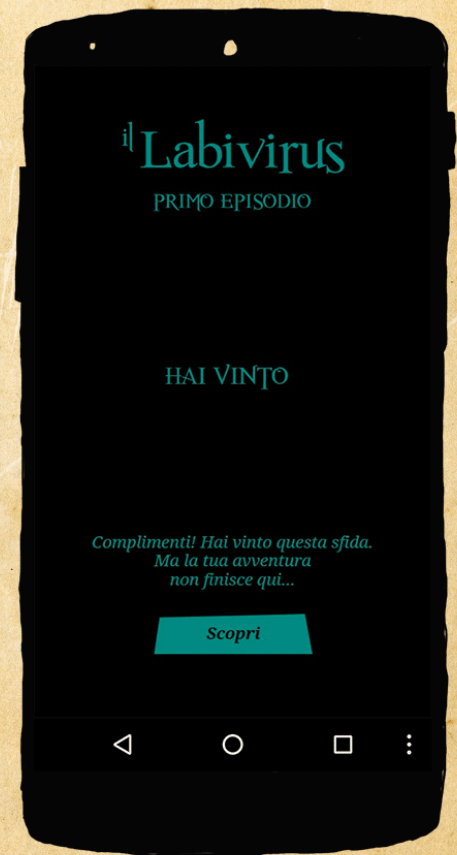 il Labivirus
PRIMO EPISODIO
HAI VINTO
Complimenti! Hai vinto questa sfida.
Ma la tua avventura
non finisce qui...
Scopri